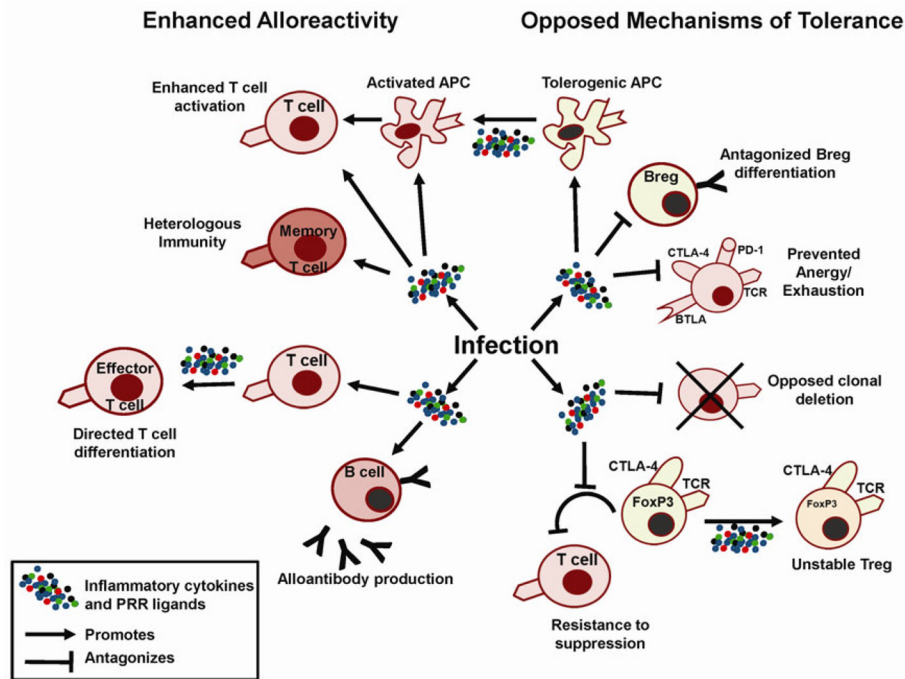 Enhanced Alloreactivity
Opposed Mechanisms of Tolerance
Enhanced T cell
activation
T cell
Activated APC
Tolerogenic APC
Breg
Antagonized Breg
differentiation
Heterologous
Immunity
Memory
T cell
CTLA-4
PD-1
TCR
BTLA
Prevented
Anergy/
Exhaustion
Infection
Effector
T cell
T cell
Directed T cell
differentiation
Opposed clonal
deletion
B cell
Alloantibody production
CTLA-4
TCR
FoxP3
CTLA-4
TCR
FoxP3
Unstable Treg
T cell
Resistance to
suppression
Inflammatory cytokines
and PRR ligands
Promotes
Antagonizes